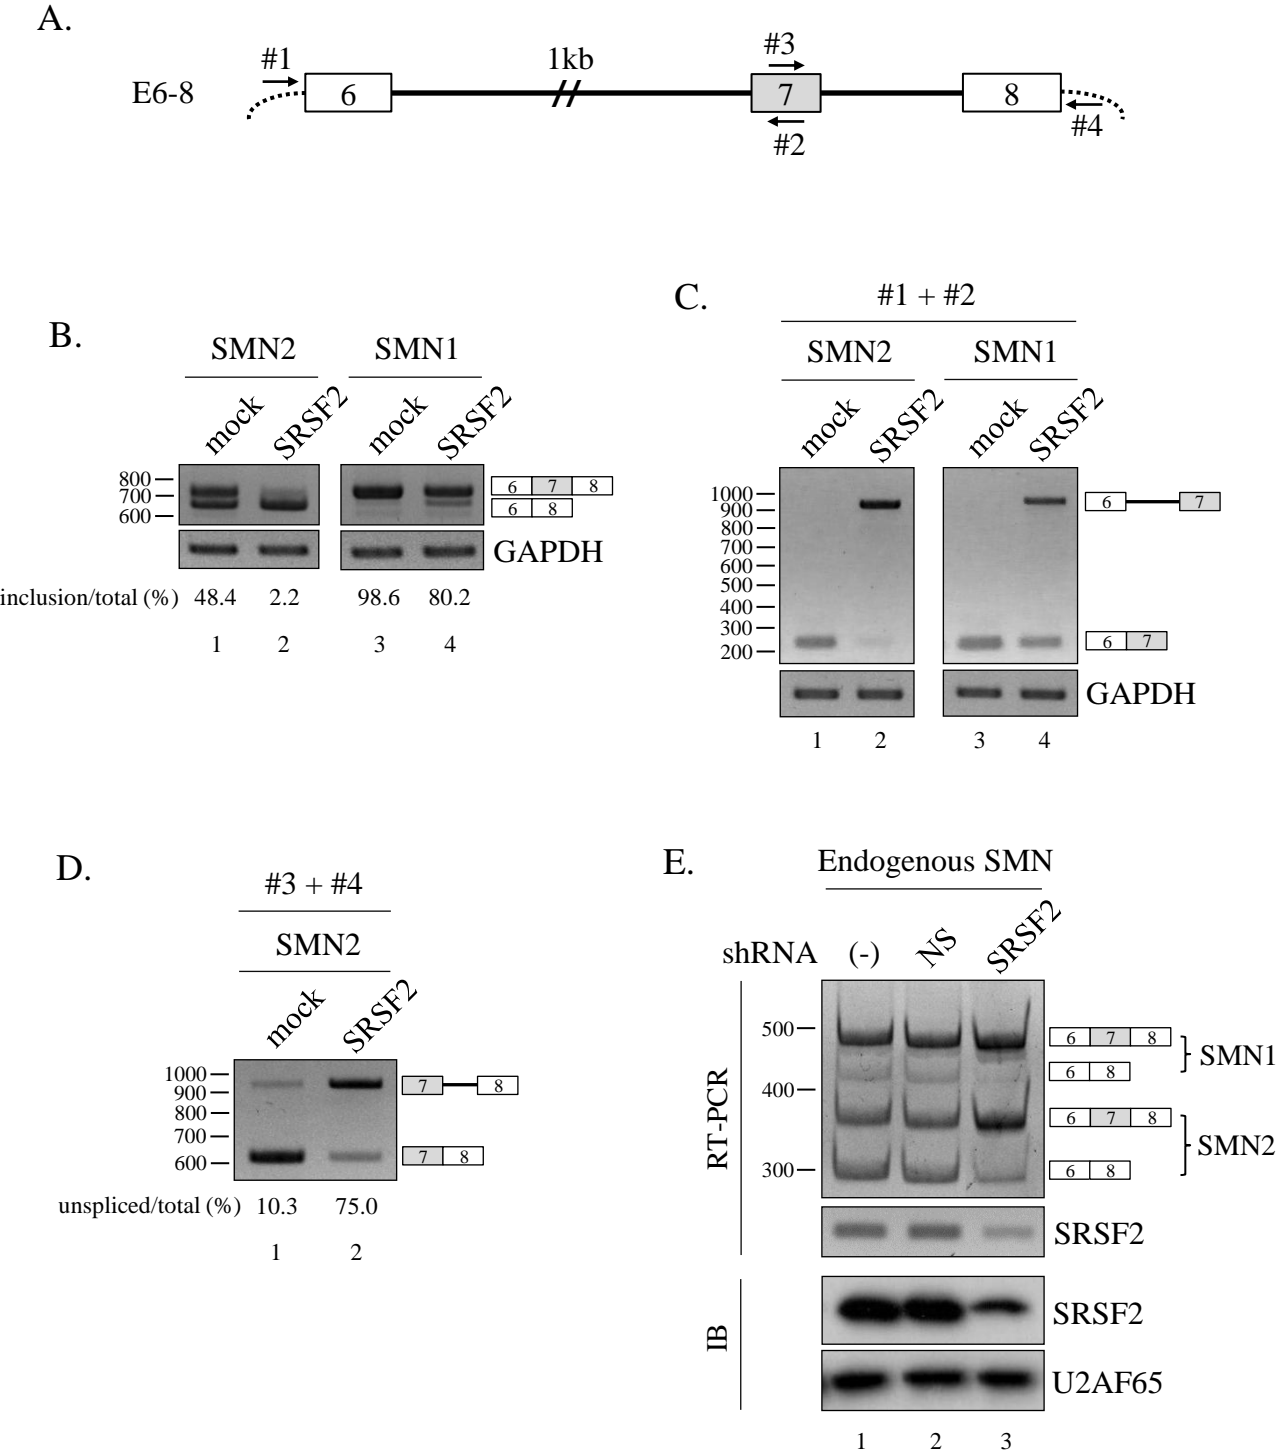 A.
#1
1kb
#3
E6-8
6
7
8
#2
#4
B.
SMN2
SMN1
mock
SRSF2
mock
SRSF2
800
700
600
6 7 8
6 8
GAPDH
inclusion/total (%) 48.4 2.2 98.6 80.2
1 2 3 4
C.
#1 + #2
SMN2
SMN1
mock
SRSF2
mock
SRSF2
1000
900
800
700
600
500
400
300
200
6 7
6 7
GAPDH
1 2 3 4
D.
#3 + #4
SMN2
mock
SRSF2
1000
900
800
700
600
7 8
7 8
unspliced/total (%) 10.3 75.0
1 2
E.
Endogenous SMN
shRNA (-) NS SRSF2
RT-PCR
500
400
300
6 7 8
6 8
SMN1
6 7 8
6 8
SMN2
SRSF2
IB
SRSF2
U2AF65
1 2 3